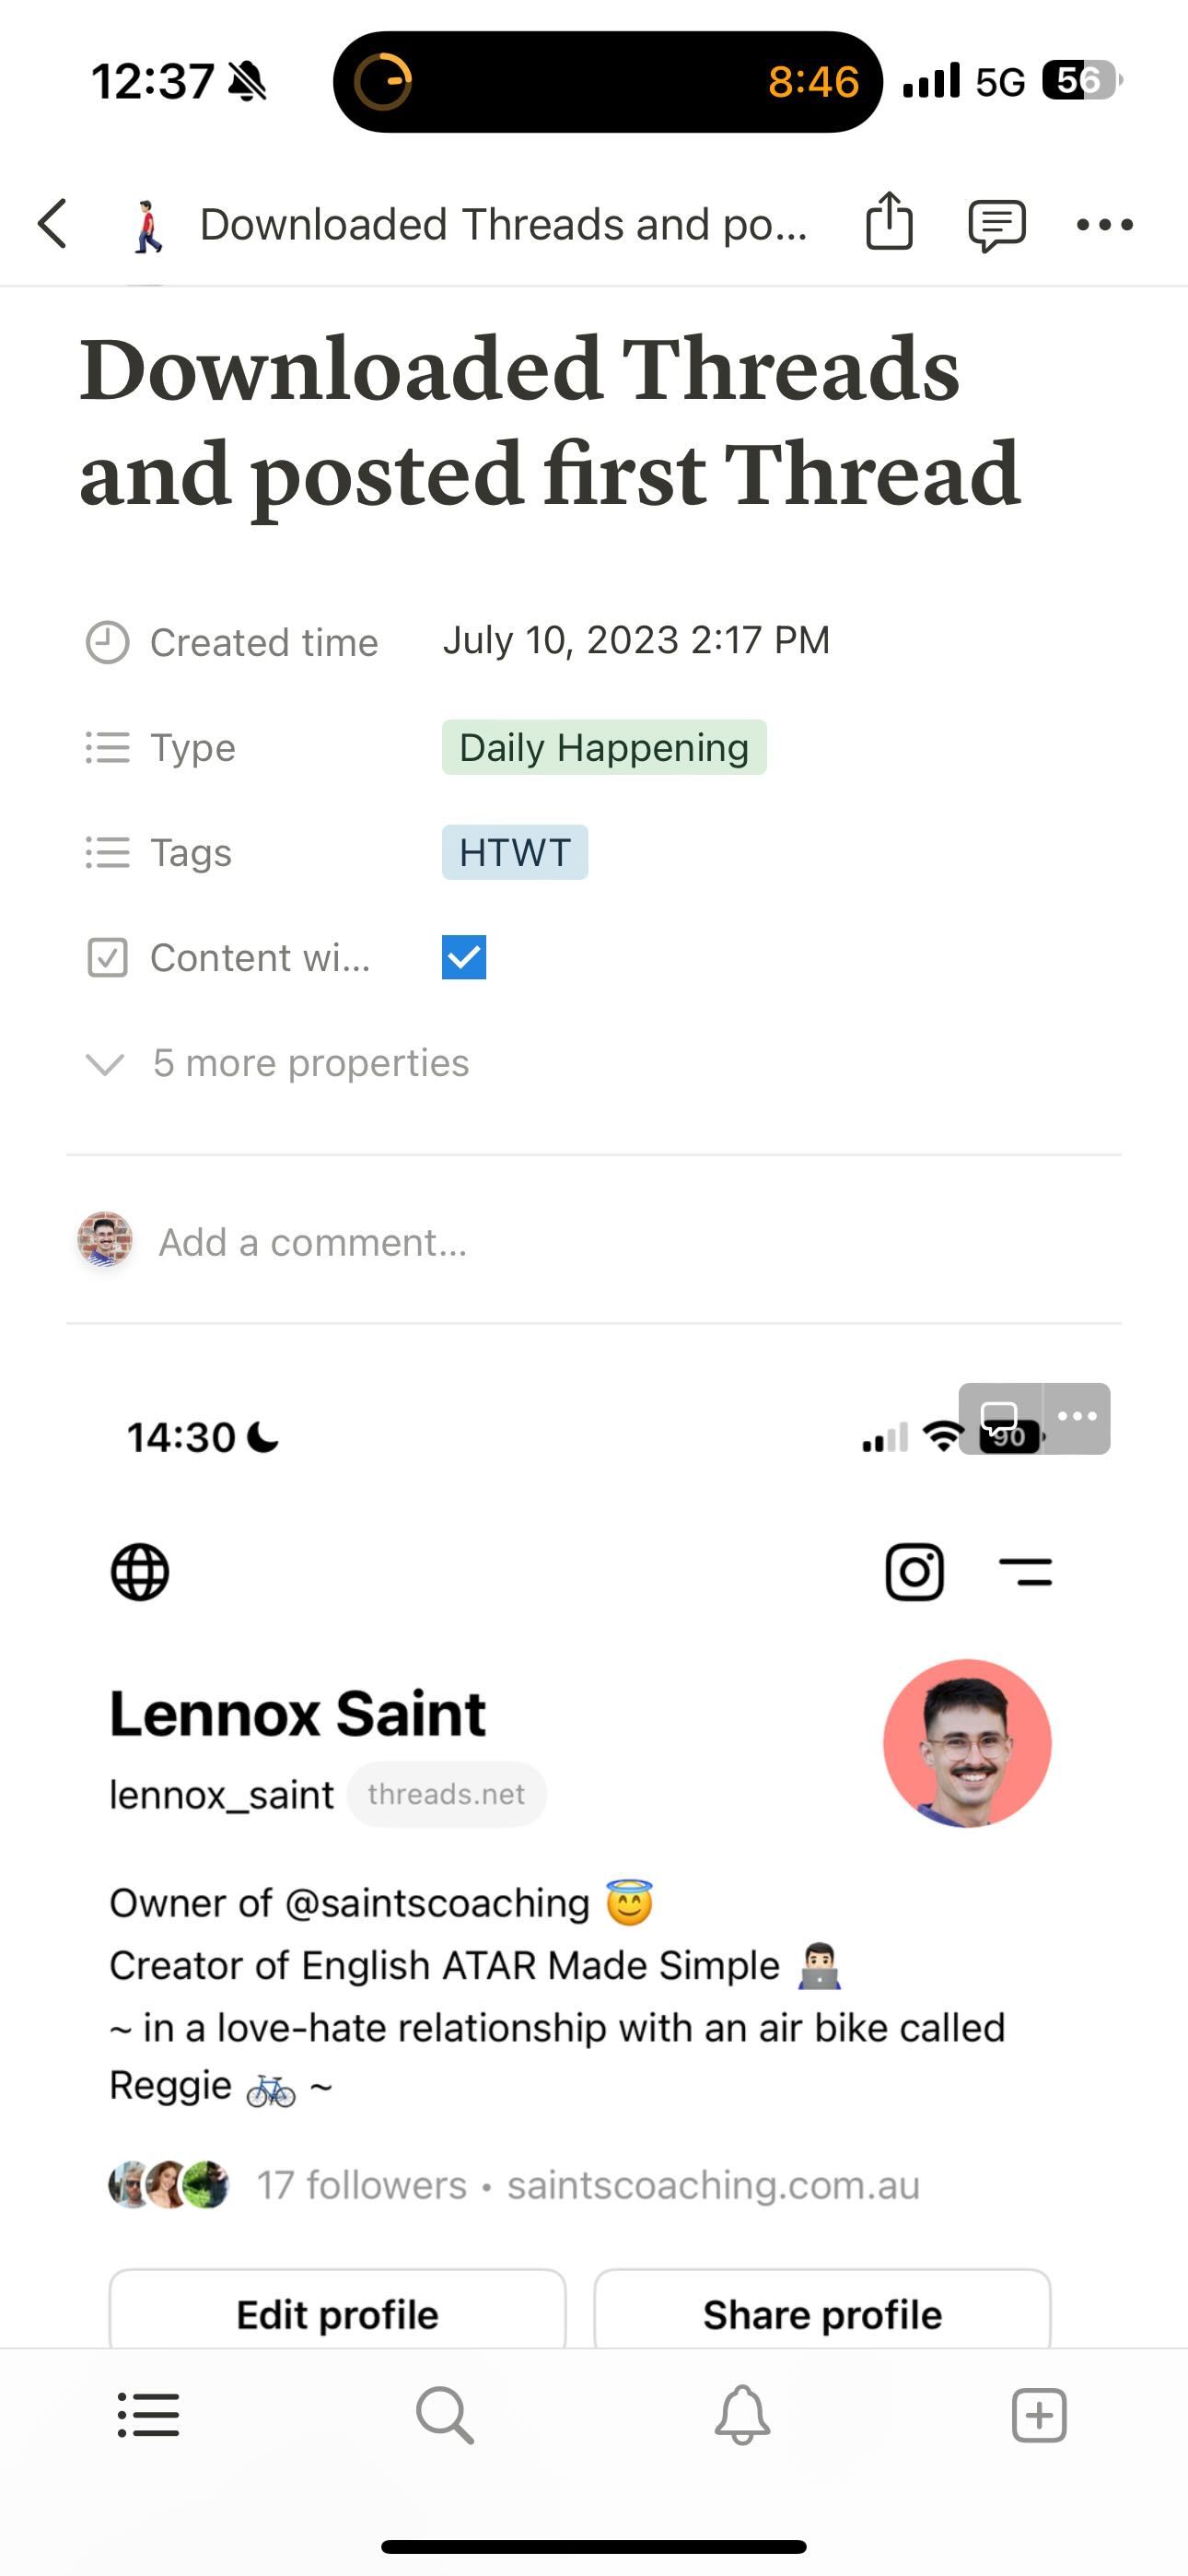 12:37
8:46
5G
56
Downloaded Threads and po...
Downloaded Threads
and posted first Thread
Created time
July 10, 2023 2:17 PM
Type
Daily Happening
Tags
HTWT
Content wi...
5 more properties
Add a comment...
14:30
90
Lennox Saint
lennox_saint
threads.net
Owner of @saintscoaching 😇
Creator of English ATAR Made Simple 👨🏻‍💻
~ in a love-hate relationship with an air bike called
Reggie 🚲 ~
17 followers • saintscoaching.com.au
Edit profile
Share profile